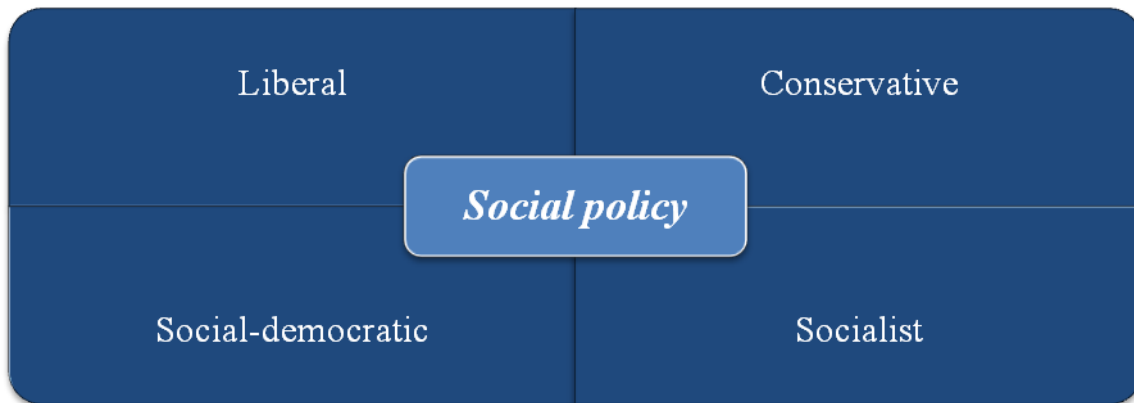 Liberal
Conservative
Social policy
Social-democratic
Socialist